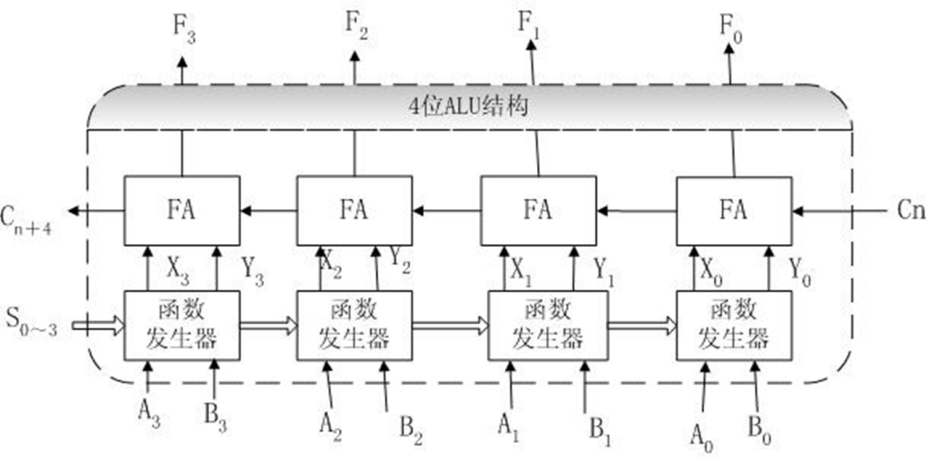 F₃ F₂ F₁ F₀
4位ALU结构
Cₙ₊₄ FA FA FA FA Cn
X₃ Y₃ X₂ Y₂ X₁ Y₁ X₀ Y₀
S₀~₃ 函数 函数 函数 函数
发生器 发生器 发生器 发生器
A₃ B₃ A₂ B₂ A₁ B₁ A₀ B₀